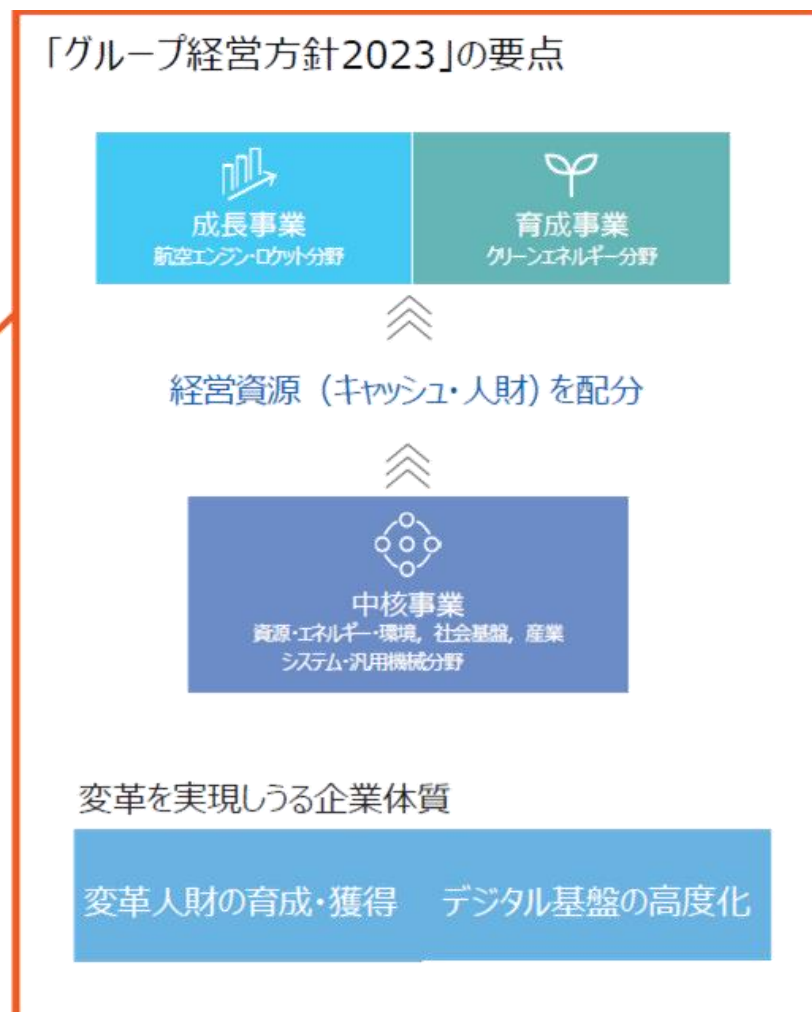 「グループ経営方針2023」の要点
成長事業
航空エンジン・ロケット分野
育成事業
クリーンエネルギー分野
経営資源（キャッシュ・人財）を配分
中核事業
資源・エネルギー・環境，社会基盤，産業
システム・汎用機械分野
変革を実現しうる企業体質
変革人財の育成・獲得
デジタル基盤の高度化